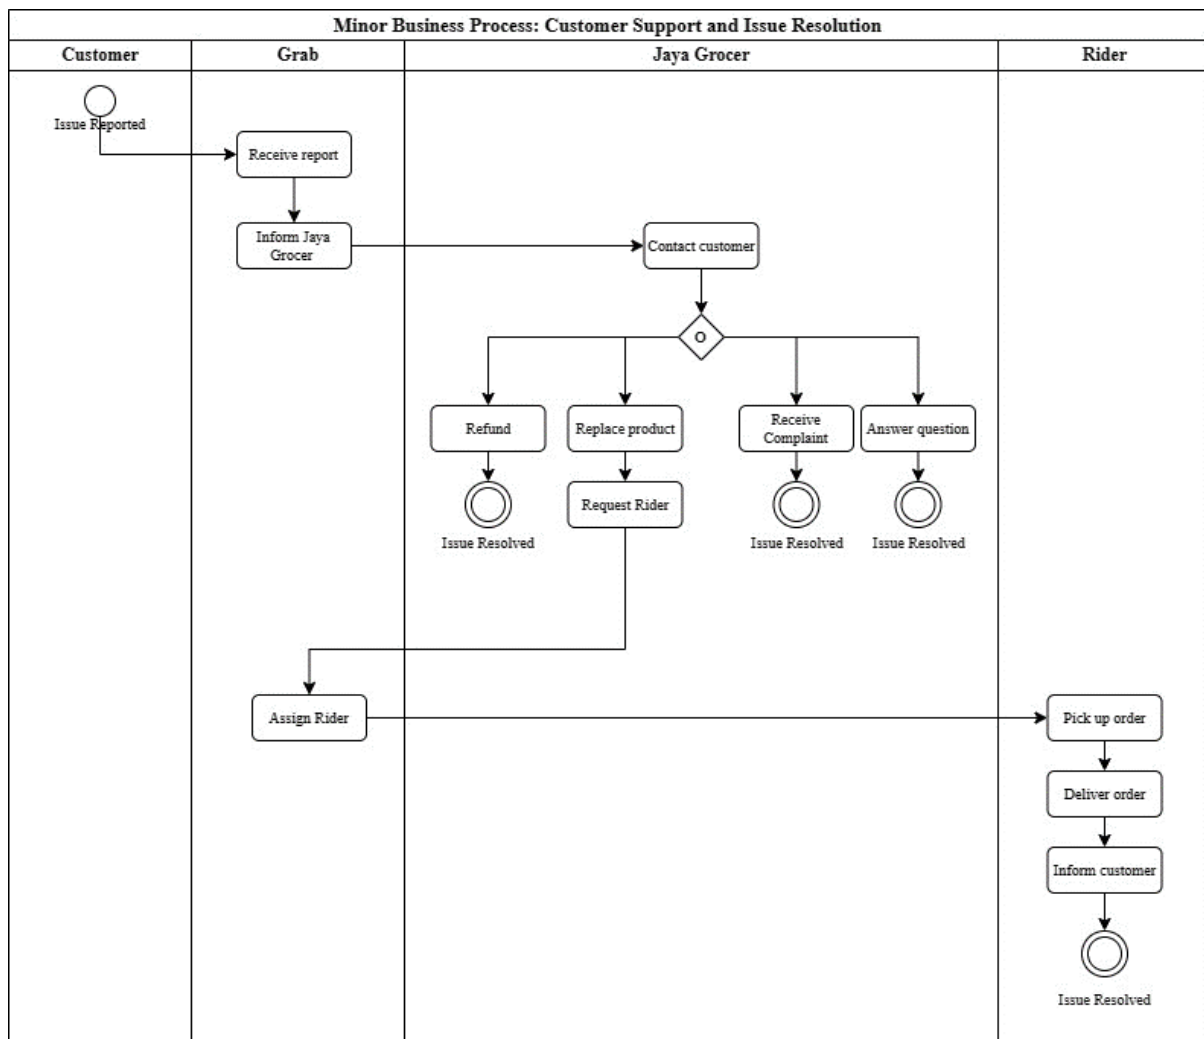 Minor Business Process: Customer Support and Issue Resolution
Customer
Grab
Jaya Grocer
Rider
Issue Reported
Receive report
Inform Jaya
Grocer
Contact customer
O
Refund
Replace product
Receive
Complaint
Answer question
Request Rider
Issue Resolved
Issue Resolved
Issue Resolved
Assign Rider
Pick up order
Deliver order
Inform customer
Issue Resolved